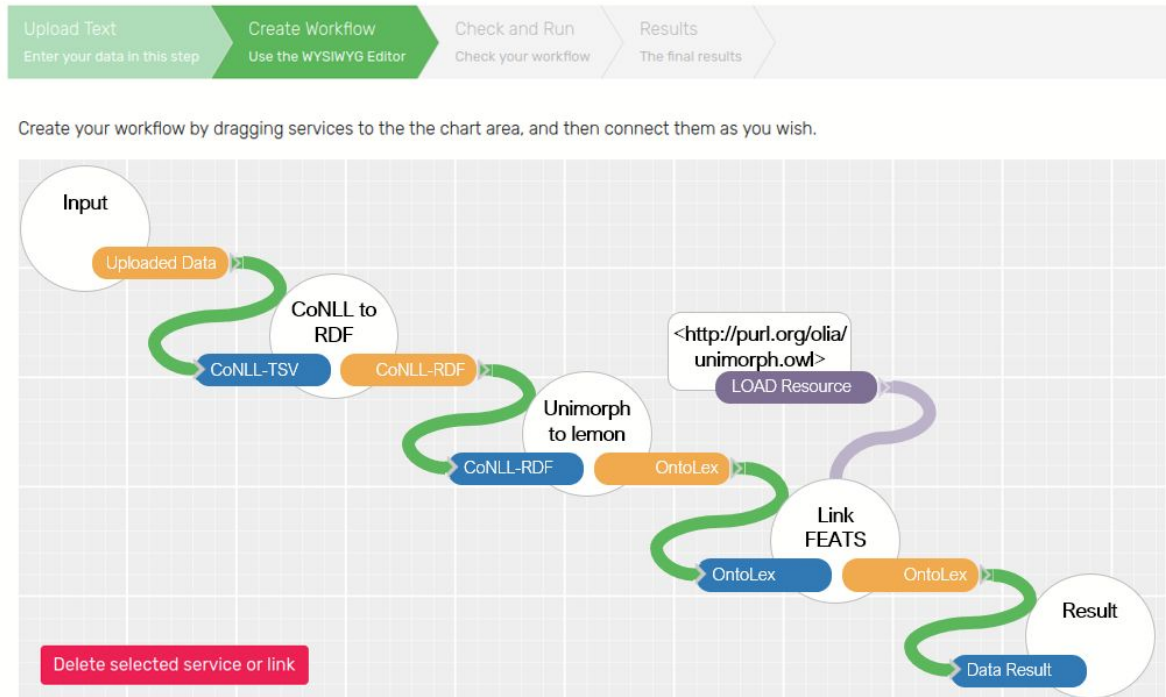 Upload Text
Enter your data in this step
Create Workflow
Use the WYSIWYG Editor
Check and Run
Check your workflow
Results
The final results
Create your workflow by dragging services to the the chart area, and then connect them as you wish.
Input
Uploaded Data
CoNLL to
RDF
CoNLL-TSV
CoNLL-RDF
<http://purl.org/olia/
unimorph.owl>
LOAD Resource
Unimorph
to lemon
CoNLL-RDF
OntoLex
Link
FEATS
OntoLex
OntoLex
Result
Data Result
Delete selected service or link